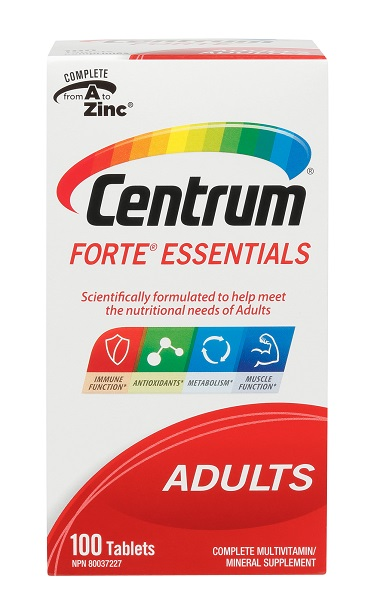 COMPLETE
from A to
Zinc®
Centrum®
FORTE® ESSENTIALS
Scientifically formulated to help meet
the nutritional needs of Adults
IMMUNE FUNCTION* ANTIOXIDANTS* METABOLISM* MUSCLE FUNCTION*
ADULTS
100 Tablets
NPN 80037227
COMPLETE MULTIVITAMIN/
MINERAL SUPPLEMENT